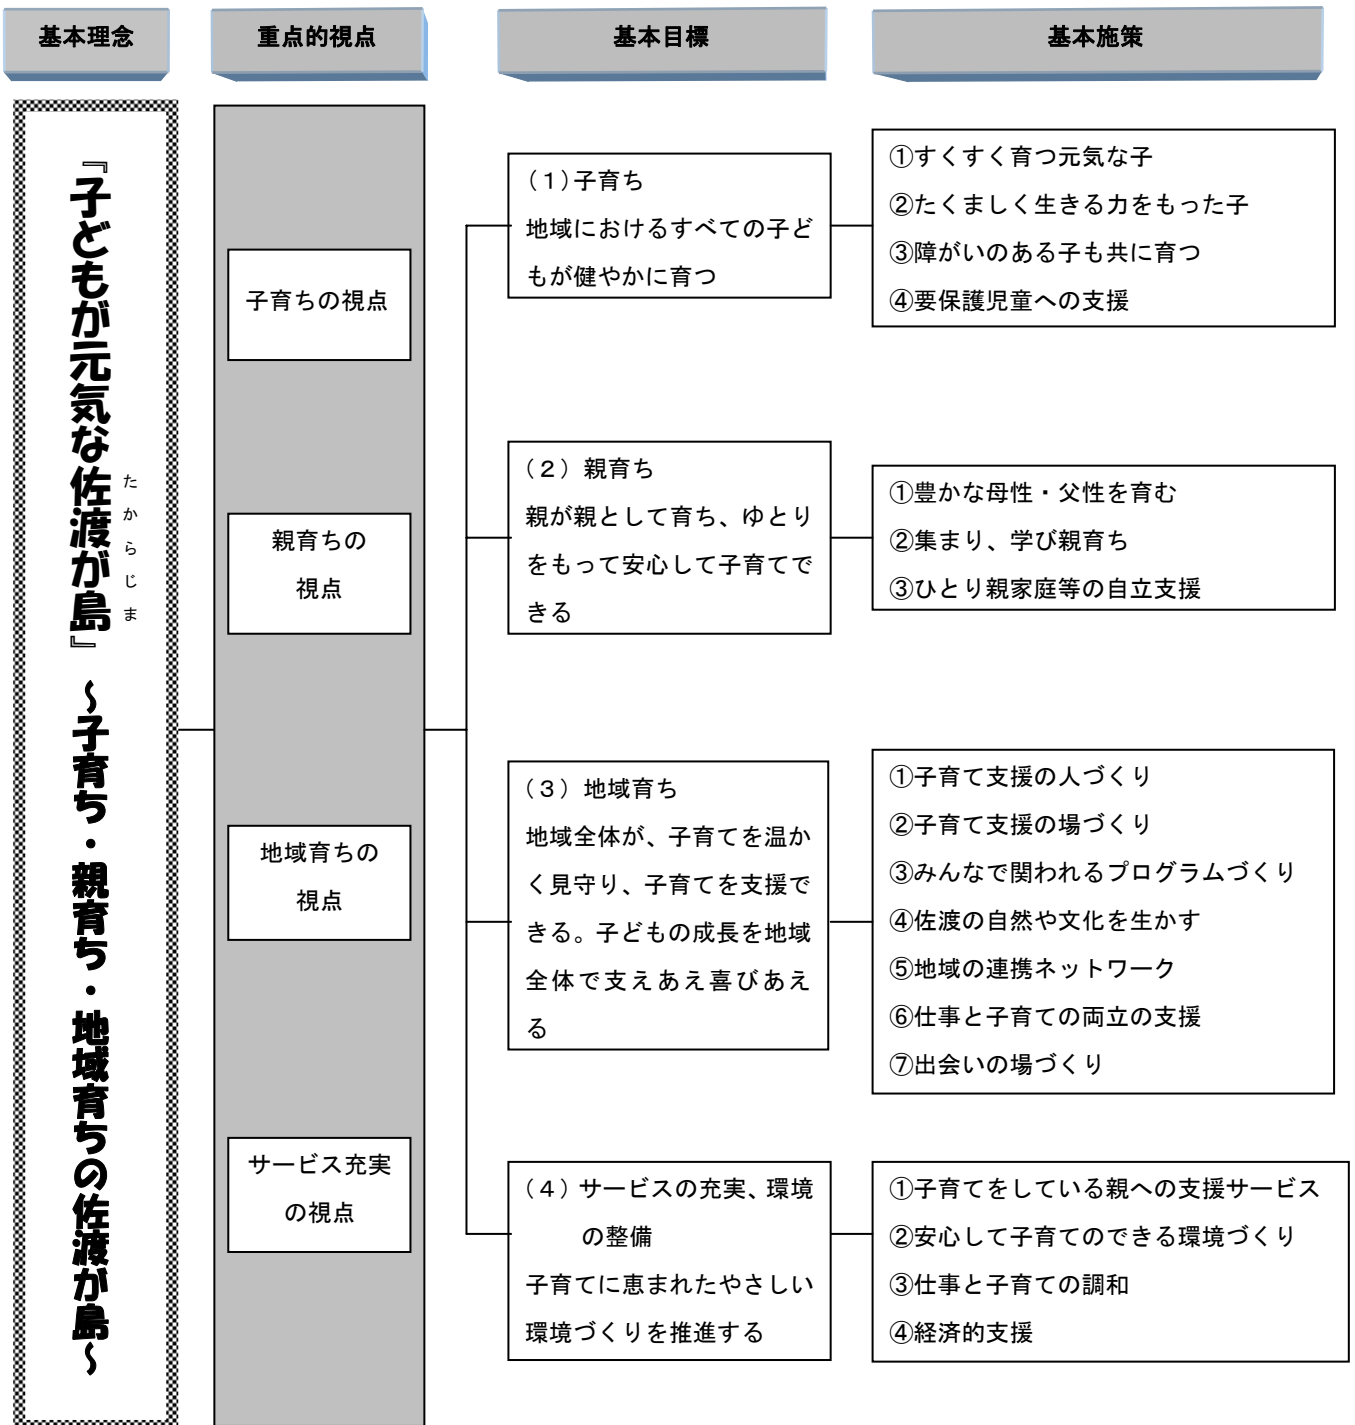 基本理念
重点的視点
基本目標
基本施策
『子どもが元気な佐渡が島』 ～子育ち・親育ち・地域育ちの佐渡が島～
たからじま
子育ちの視点
親育ちの
視点
地域育ちの
視点
サービス充実
の視点
(１)子育ち
地域におけるすべての子ど
もが健やかに育つ
①すくすく育つ元気な子
②たくましく生きる力をもった子
③障がいのある子も共に育つ
④要保護児童への支援
(２) 親育ち
親が親として育ち、ゆとり
をもって安心して子育てで
きる
①豊かな母性・父性を育む
②集まり、学び親育ち
③ひとり親家庭等の自立支援
(３) 地域育ち
地域全体が、子育てを温か
く見守り、子育てを支援で
きる。子どもの成長を地域
全体で支えあえ喜びあえ
る
①子育て支援の人づくり
②子育て支援の場づくり
③みんなで関われるプログラムづくり
④佐渡の自然や文化を生かす
⑤地域の連携ネットワーク
⑥仕事と子育ての両立の支援
⑦出会いの場づくり
(４) サービスの充実、環境
の整備
子育てに恵まれたやさしい
環境づくりを推進する
①子育てをしている親への支援サービス
②安心して子育てのできる環境づくり
③仕事と子育ての調和
④経済的支援